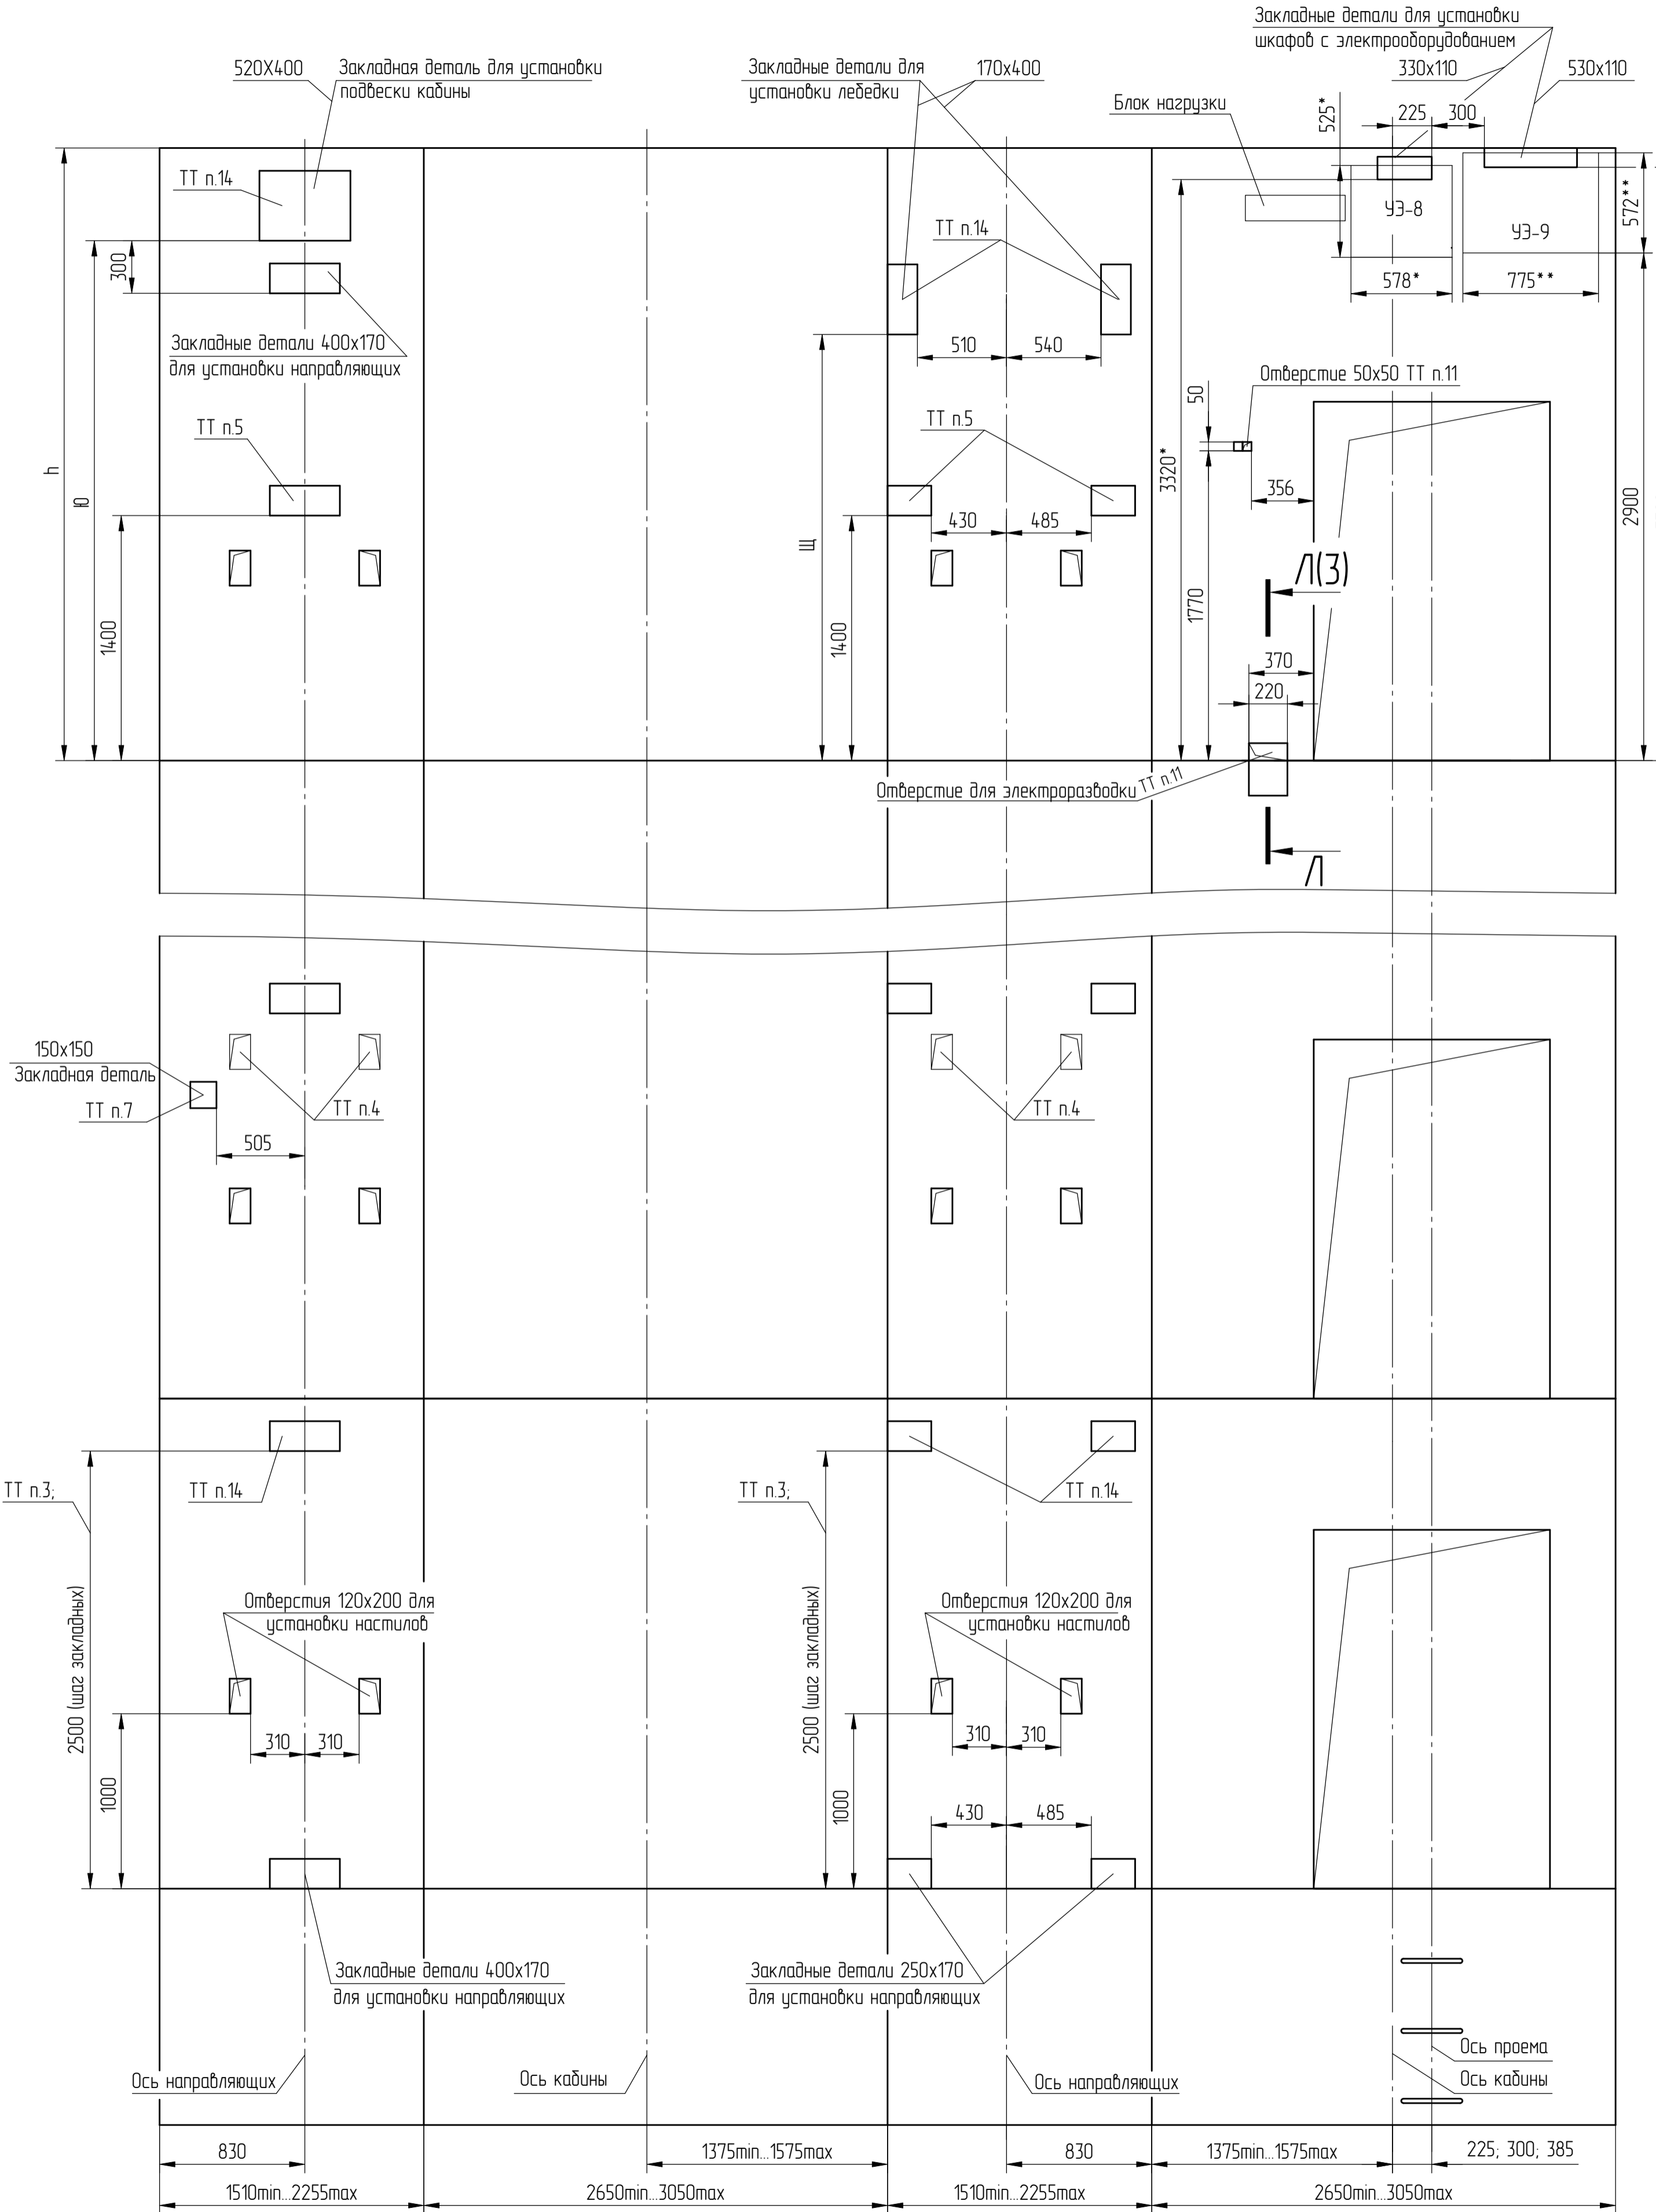 Закладные детали для установки
шкафов с электрооборудованием
520Х400
Закладная деталь для установки
подвески кабины
Закладные детали для
установки лебедки
170х400
330х110
530х110
Блок нагрузки
525*
225
300
ТТ п.14
УЭ-8
УЭ-9
572**
ТТ п.14
300
578*
775**
Закладные детали 400х170
для установки направляющих
510
540
Отверстие 50х50 ТТ п.11
50
ТТ п.5
ТТ п.5
h
Ю
3320*
356
2900
430
485
Щ
Л(3)
1400
1400
1770
370
220
Отверстие для электроразводки ТТ п.11
Л
150х150
Закладная деталь
ТТ п.7
ТТ п.4
ТТ п.4
505
ТТ п.3;
ТТ п.14
ТТ п.3;
ТТ п.14
2500 (шаг закладных)
Отверстия 120х200 для
установки настилов
2500 (шаг закладных)
Отверстия 120х200 для
установки настилов
310
310
310
310
1000
1000
430
485
Закладные детали 400х170
для установки направляющих
Закладные детали 250х170
для установки направляющих
Ось проема
Ось направляющих
Ось кабины
Ось направляющих
Ось кабины
830
1375min...1575max
830
1375min...1575max
225; 300; 385
1510min...2255max
2650min...3050max
1510min...2255max
2650min...3050max